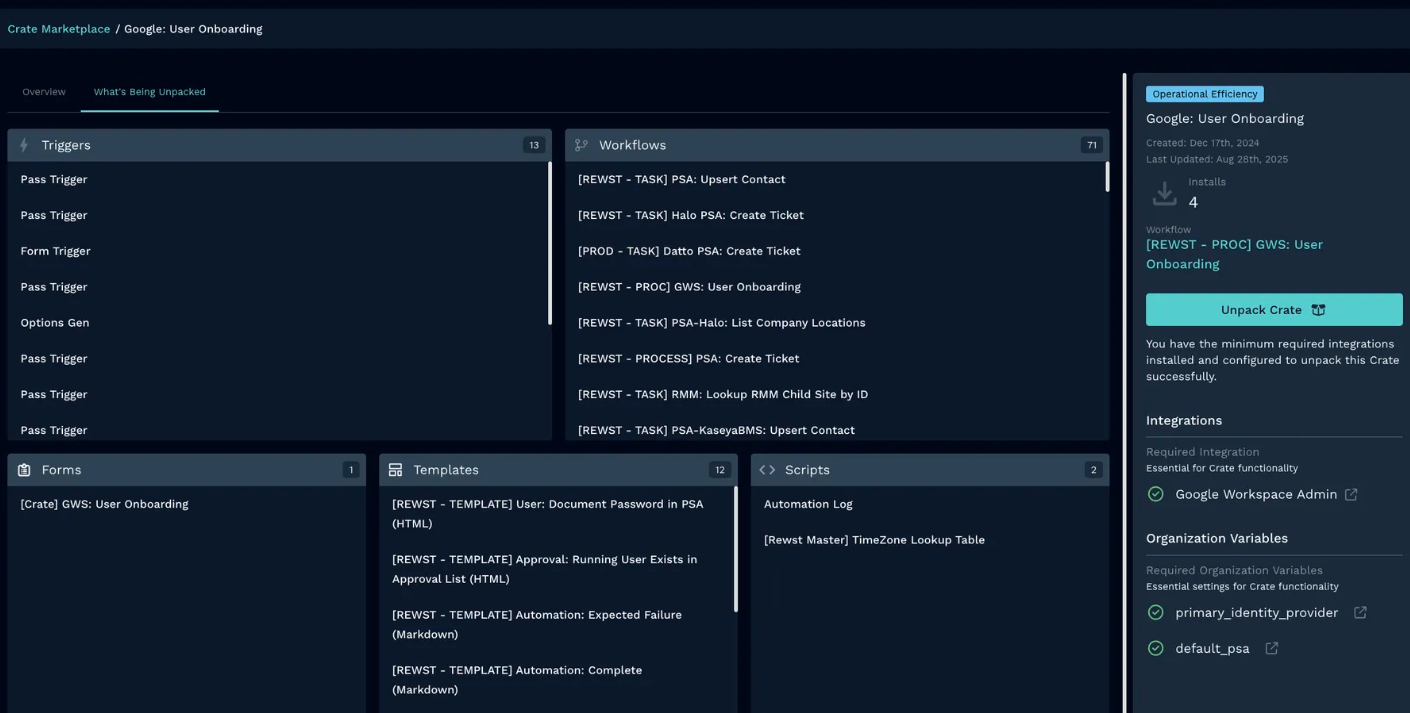 Crate Marketplace / Google: User Onboarding
Overview
What's Being Unpacked
Triggers
13
Pass Trigger
Pass Trigger
Form Trigger
Pass Trigger
Options Gen
Pass Trigger
Pass Trigger
Pass Trigger
Workflows
71
[REWST - TASK] PSA: Upsert Contact
[REWST - TASK] Halo PSA: Create Ticket
[PROD - TASK] Datto PSA: Create Ticket
[REWST - PROC] GWS: User Onboarding
[REWST - TASK] PSA-Halo: List Company Locations
[REWST - PROCESS] PSA: Create Ticket
[REWST - TASK] RMM: Lookup RMM Child Site by ID
[REWST - TASK] PSA-KaseyaBMS: Upsert Contact
Forms
1
[Crate] GWS: User Onboarding
Templates
12
[REWST - TEMPLATE] User: Document Password in PSA
(HTML)
[REWST - TEMPLATE] Approval: Running User Exists in
Approval List (HTML)
[REWST - TEMPLATE] Automation: Expected Failure
(Markdown)
[REWST - TEMPLATE] Automation: Complete
(Markdown)
Scripts
2
Automation Log
[Rewst Master] TimeZone Lookup Table
Operational Efficiency
Google: User Onboarding
Created: Dec 17th, 2024
Last Updated: Aug 28th, 2025
Installs
4
Workflow
[REWST - PROC] GWS: User
Onboarding
Unpack Crate
You have the minimum required integrations
installed and configured to unpack this Crate
successfully.
Integrations
Required Integration
Essential for Crate functionality
Google Workspace Admin
Organization Variables
Required Organization Variables
Essential settings for Crate functionality
primary_identity_provider
default_psa